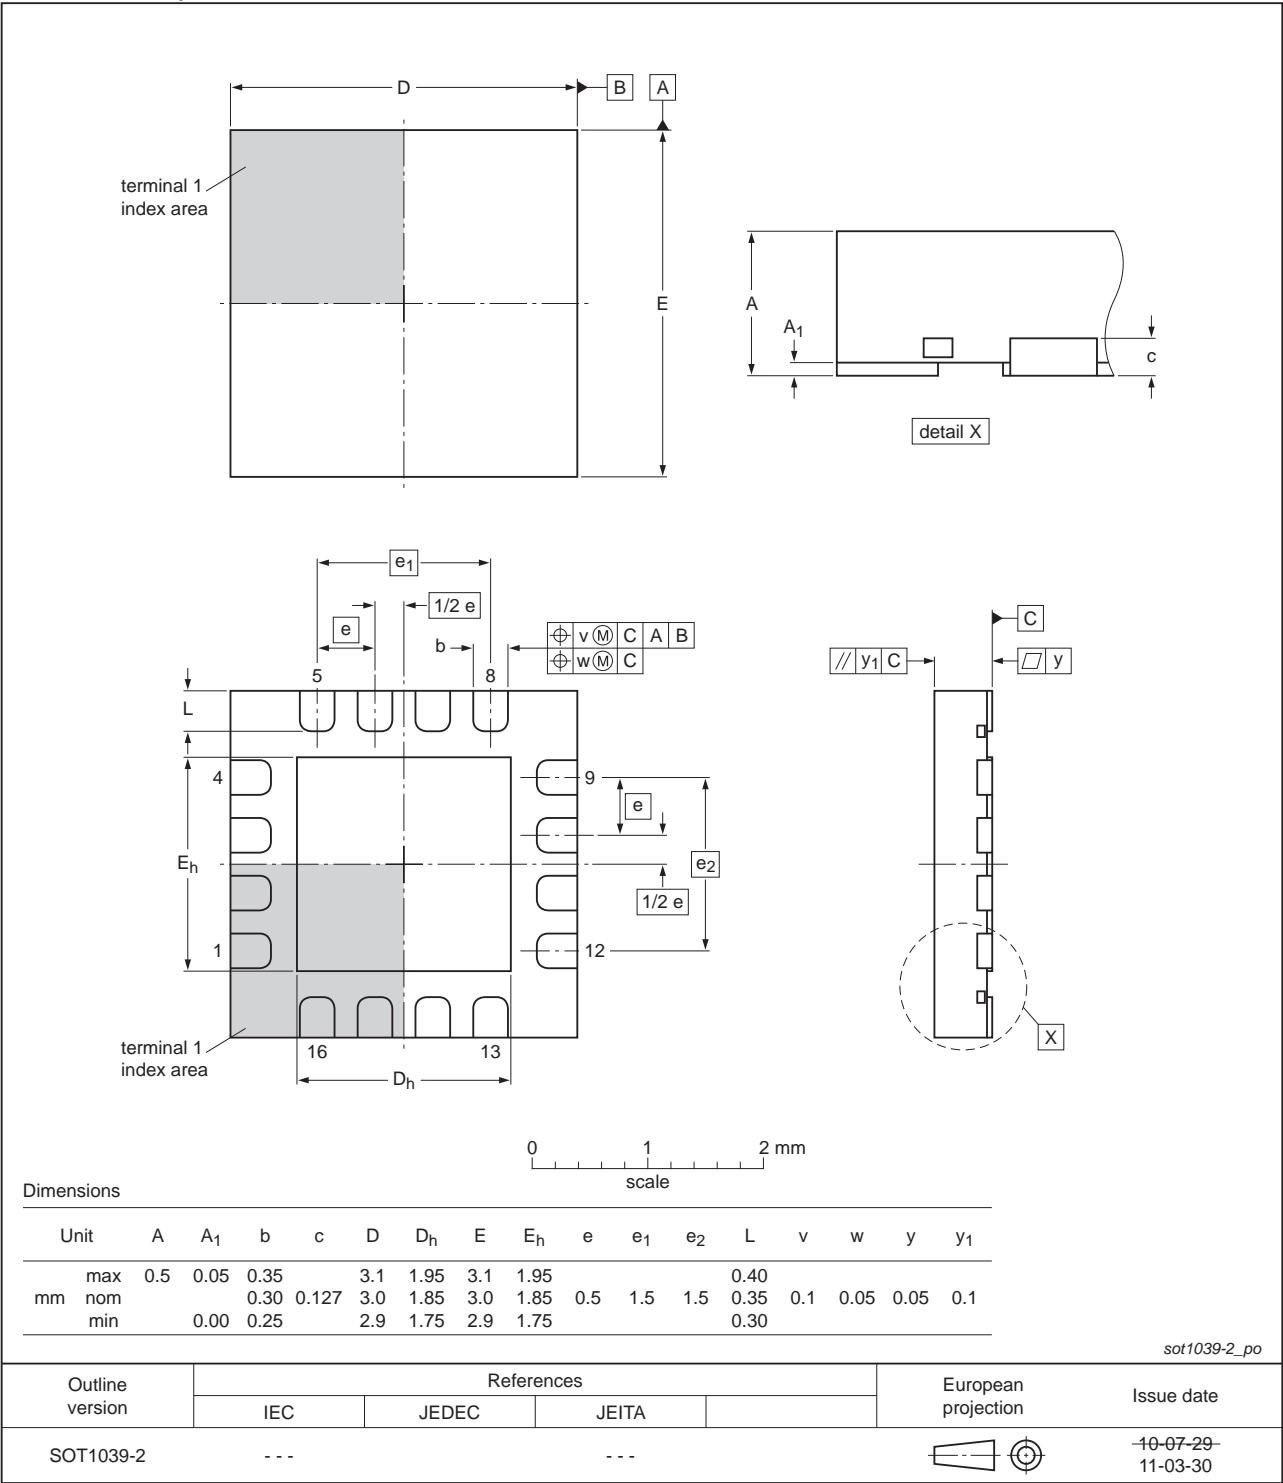 D
B
A
terminal 1
index area
E
A
A1
c
detail X
e1
1/2 e
e
b
v M C A B
w M C
5
8
L
4
9
e
Eh
e2
1/2 e
1
12
terminal 1
index area
16
13
Dh
C
// y1 C
y
X
0 1 2 mm
scale
Dimensions
Unit A A1 b c D Dh E Eh e e1 e2 L v w y y1
max 0.5 0.05 0.35 3.1 1.95 3.1 1.95 0.40
mm nom 0.30 0.127 3.0 1.85 3.0 1.85 0.5 1.5 1.5 0.35 0.1 0.05 0.05 0.1
min 0.00 0.25 2.9 1.75 2.9 1.75 0.30
sot1039-2_po
Outline
version
References
IEC JEDEC JEITA
European
projection
Issue date
SOT1039-2 - - - - - -
10-07-29
11-03-30